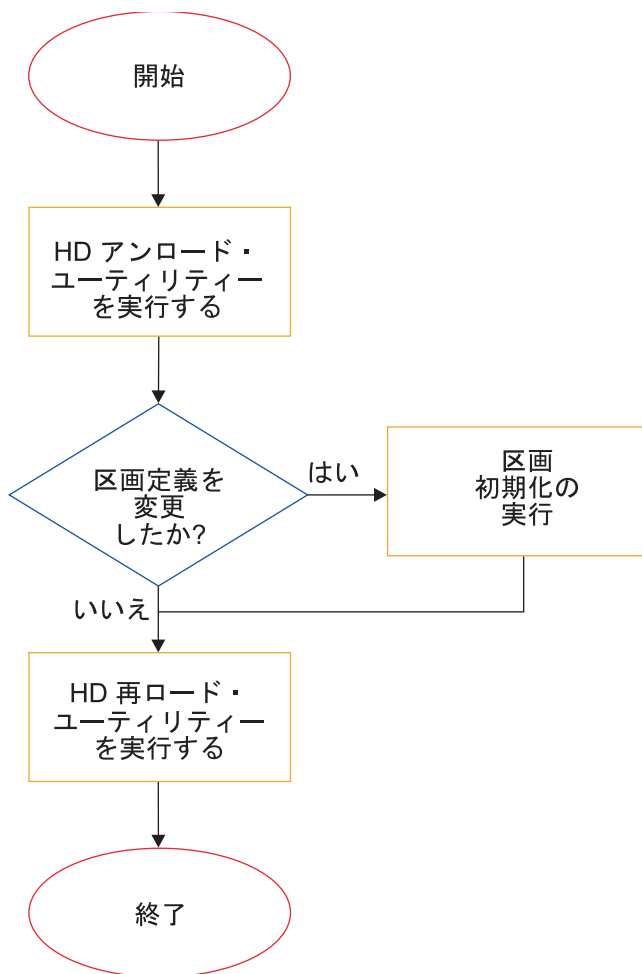 開始
HD アンロード・
ユーティリティー
を実行する
区画定義を
変更
したか?
はい
区画
初期化の
実行
いいえ
HD 再ロード・
ユーティリティー
を実行する
終了